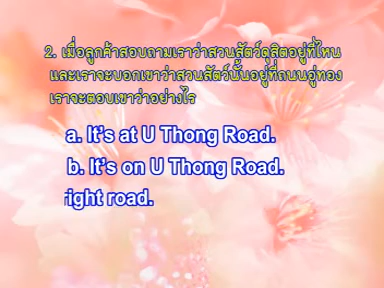 2. เมื่อลูกค้าสอบถามเราว่าสวนสัตว์ดุสิตอยู่ที่ไหน
และเราจะบอกเขาว่าสวนสัตว์นั้นอยู่ที่ถนนอู่ทอง
เราจะตอบเขาว่าอย่างไร
a. It's at U Thong Road.
b. It's on U Thong Road.
right road.